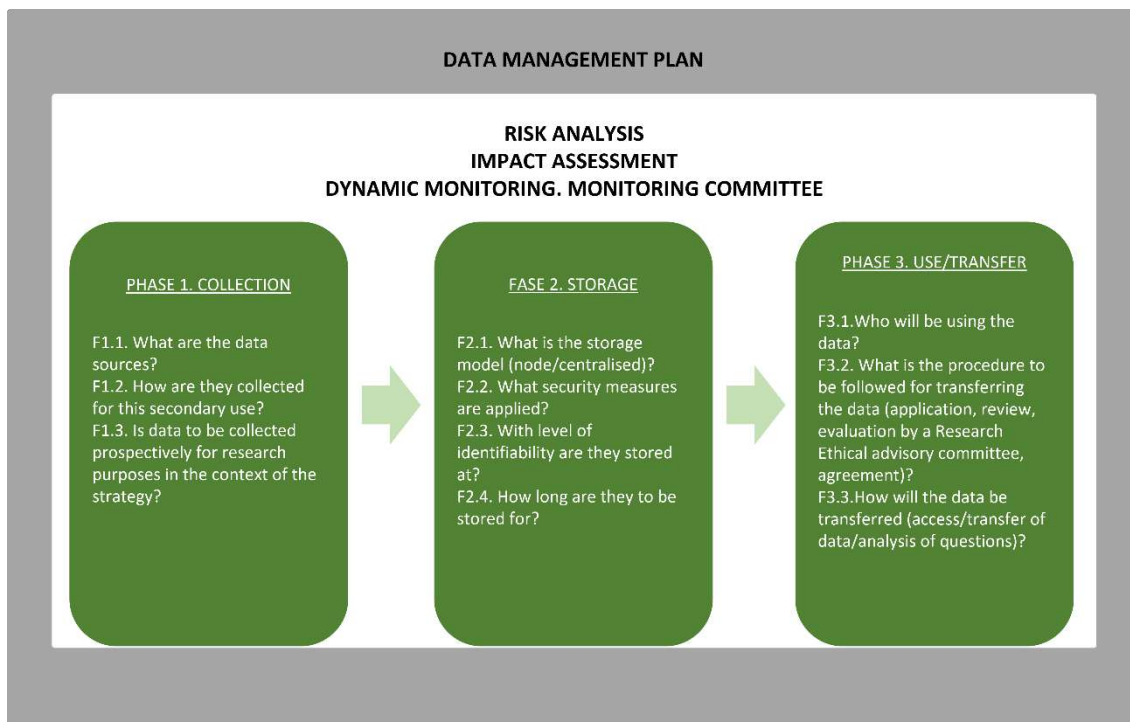 DATA MANAGEMENT PLAN
RISK ANALYSIS
IMPACT ASSESSMENT
DYNAMIC MONITORING. MONITORING COMMITTEE
PHASE 1. COLLECTION
F1.1. What are the data
sources?
F1.2. How are they collected
for this secondary use?
F1.3. Is data to be collected
prospectively for research
purposes in the context of the
strategy?
FASE 2. STORAGE
F2.1. What is the storage
model (node/centralised)?
F2.2. What security measures
are applied?
F2.3. With level of
identifiability are they stored
at?
F2.4. How long are they to be
stored for?
PHASE 3. USE/TRANSFER
F3.1.Who will be using the
data?
F3.2. What is the procedure to
be followed for transferring
the data (application, review,
evaluation by a Research
Ethical advisory committee,
agreement)?
F3.3.How will the data be
transferred (access/transfer of
data/analysis of questions)?